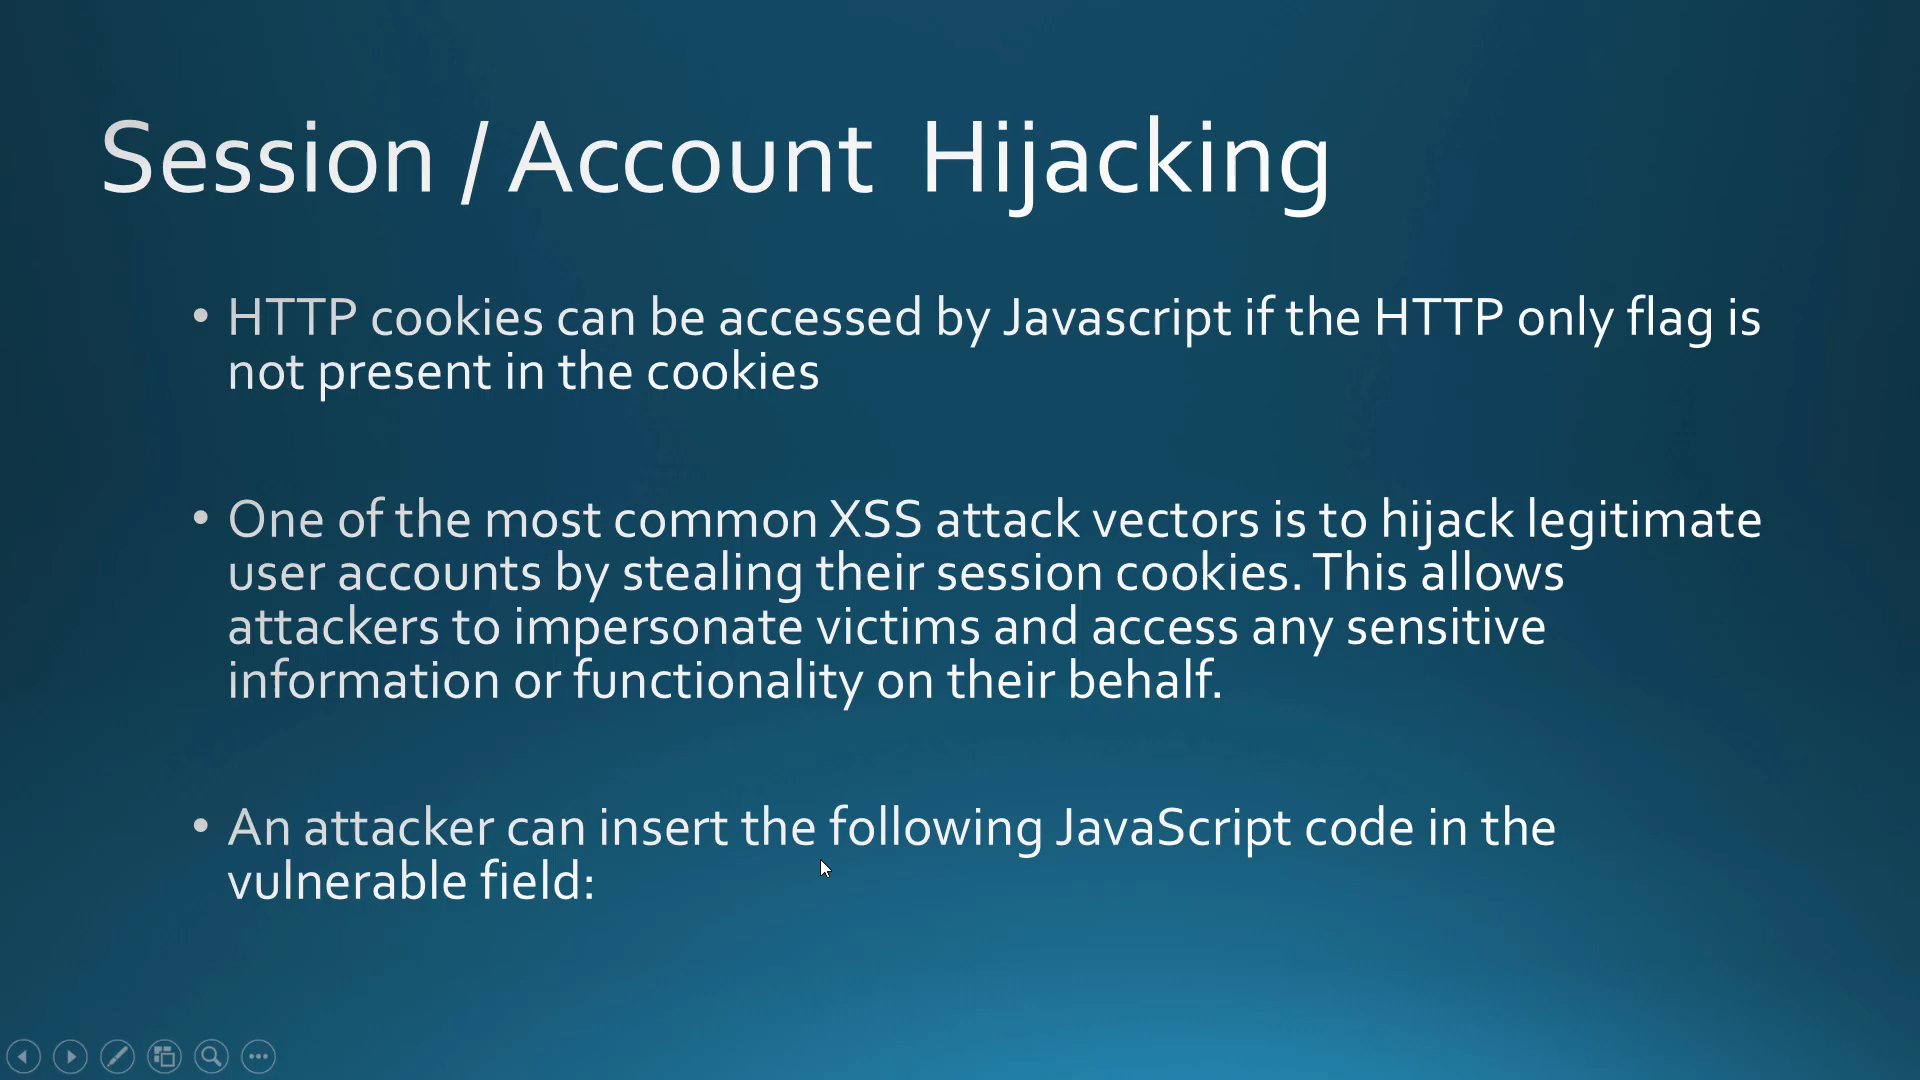 Session / Account Hijacking
• HTTP cookies can be accessed by Javascript if the HTTP only flag is
not present in the cookies
• One of the most common XSS attack vectors is to hijack legitimate
user accounts by stealing their session cookies. This allows
attackers to impersonate victims and access any sensitive
information or functionality on their behalf.
• An attacker can insert the following JavaScript code in the
vulnerable field: